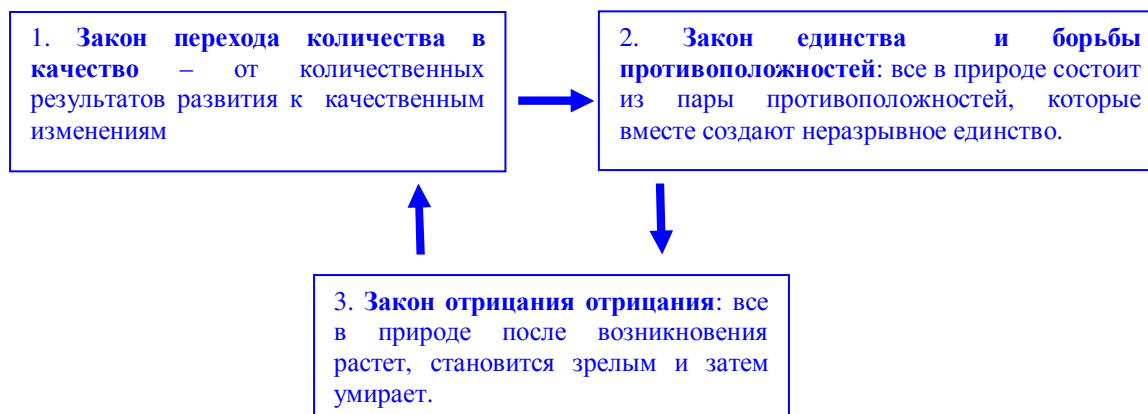 1. Закон перехода количества в
качество – от количественных
результатов развития к качественным
изменениям
2. Закон единства и борьбы
противоположностей: все в природе состоит
из пары противоположностей, которые
вместе создают неразрывное единство.
3. Закон отрицания отрицания: все
в природе после возникновения
растет, становится зрелым и затем
умирает.